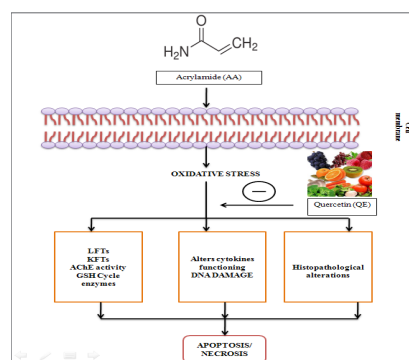 O
H₂N
CH₂
Acrylamide (AA)
membrane
OXIDATIVE STRESS
Quercetin (QE)
LFTs
KFTs
AChE activity
GSH Cycle
enzymes
Alters cytokines
functioning
DNA DAMAGE
Histopathological
alterations
APOPTOSIS/
NECROSIS